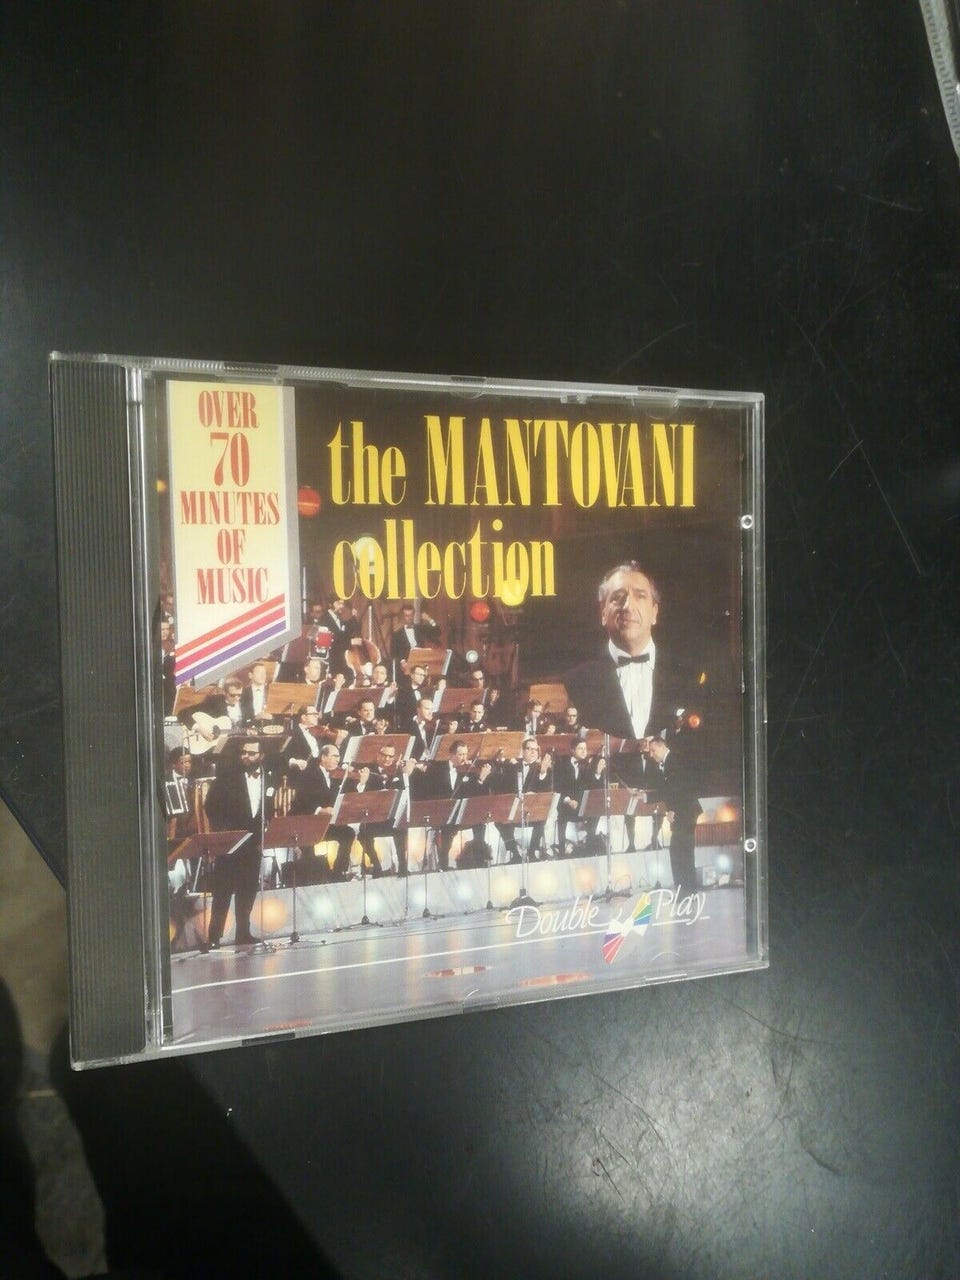 OVER
70
MINUTES
OF
MUSIC
the MANTOVANI
collection
Double Play